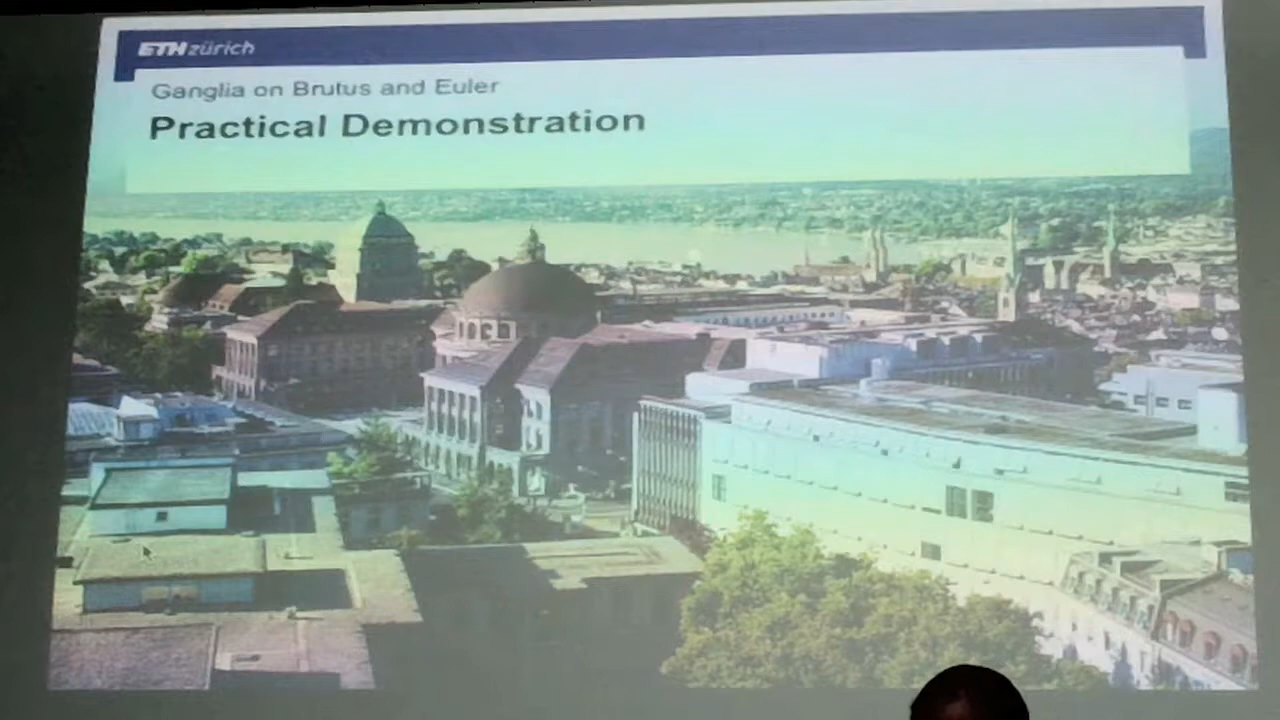 ETH zürich
Ganglia on Brutus and Euler
Practical Demonstration